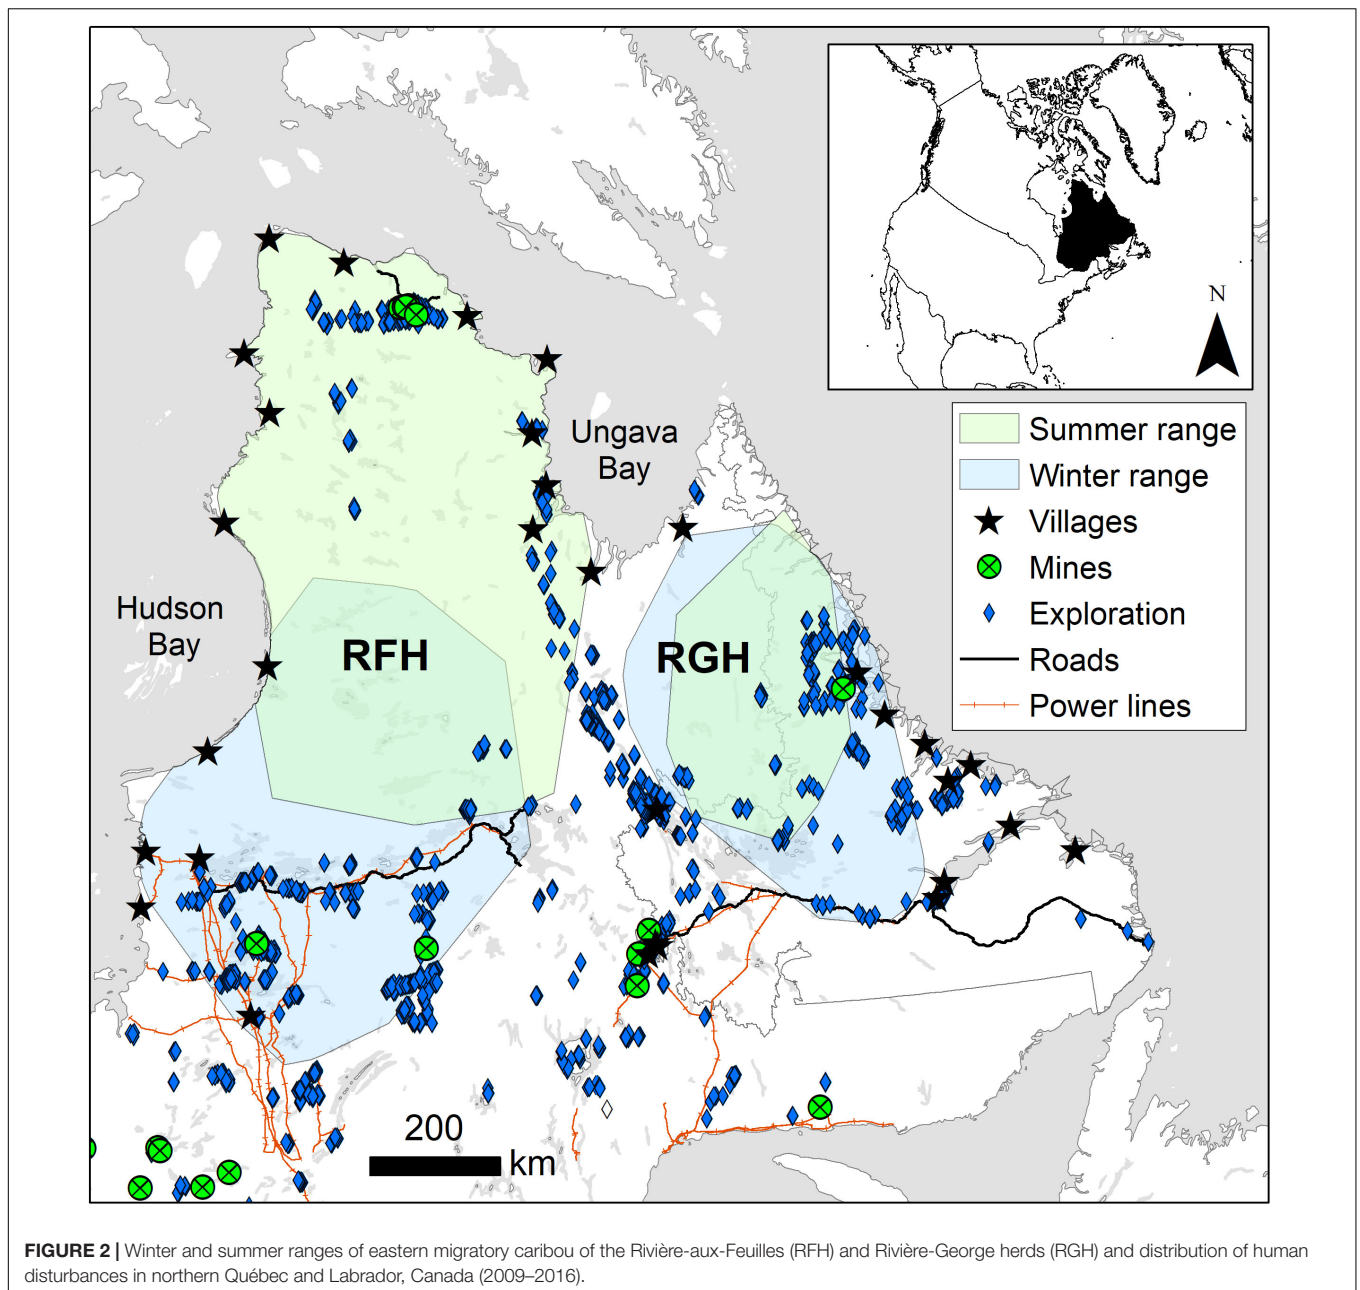 N
Ungava
Bay
Hudson
Bay
RFH
RGH
Summer range
Winter range
Villages
Mines
Exploration
Roads
Power lines
200
km
FIGURE 2 | Winter and summer ranges of eastern migratory caribou of the Rivière-aux-Feuilles (RFH) and Rivière-George herds (RGH) and distribution of human
disturbances in northern Québec and Labrador, Canada (2009–2016).